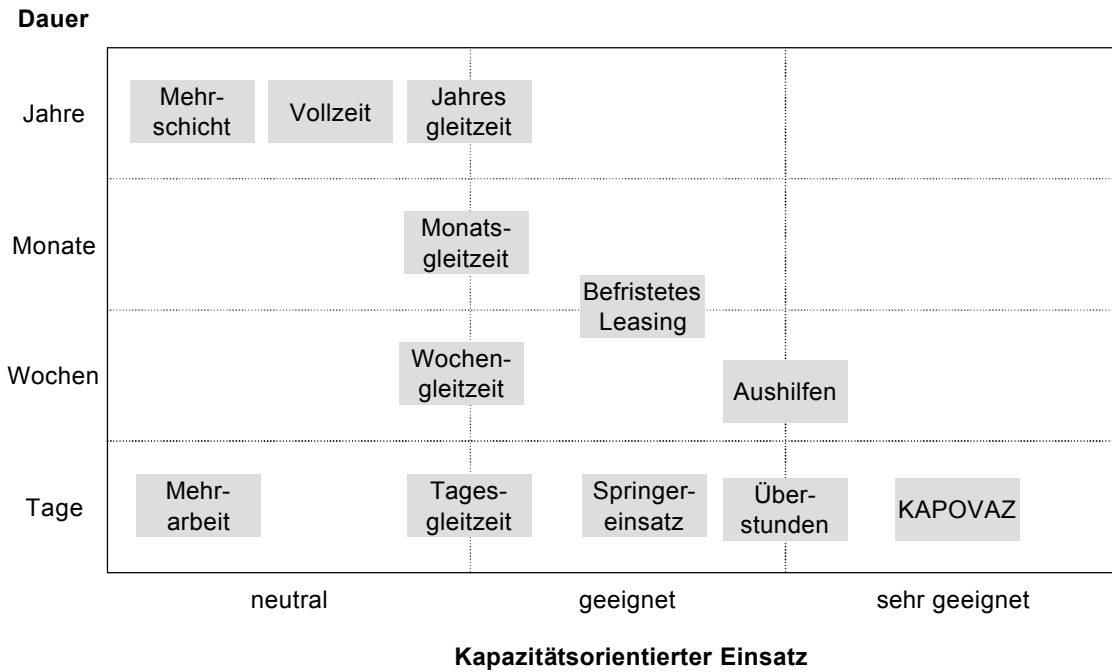 Dauer
Jahre
Mehr-
schicht
Vollzeit
Jahres
gleitzeit
Monate
Monats-
gleitzeit
Befristetes
Leasing
Wochen
Wochen-
gleitzeit
Aushilfen
Tage
Mehr-
arbeit
Tages-
gleitzeit
Springer-
einsatz
Über-
stunden
KAPOVAZ
neutral
geeignet
sehr geeignet
Kapazitätsorientierter Einsatz